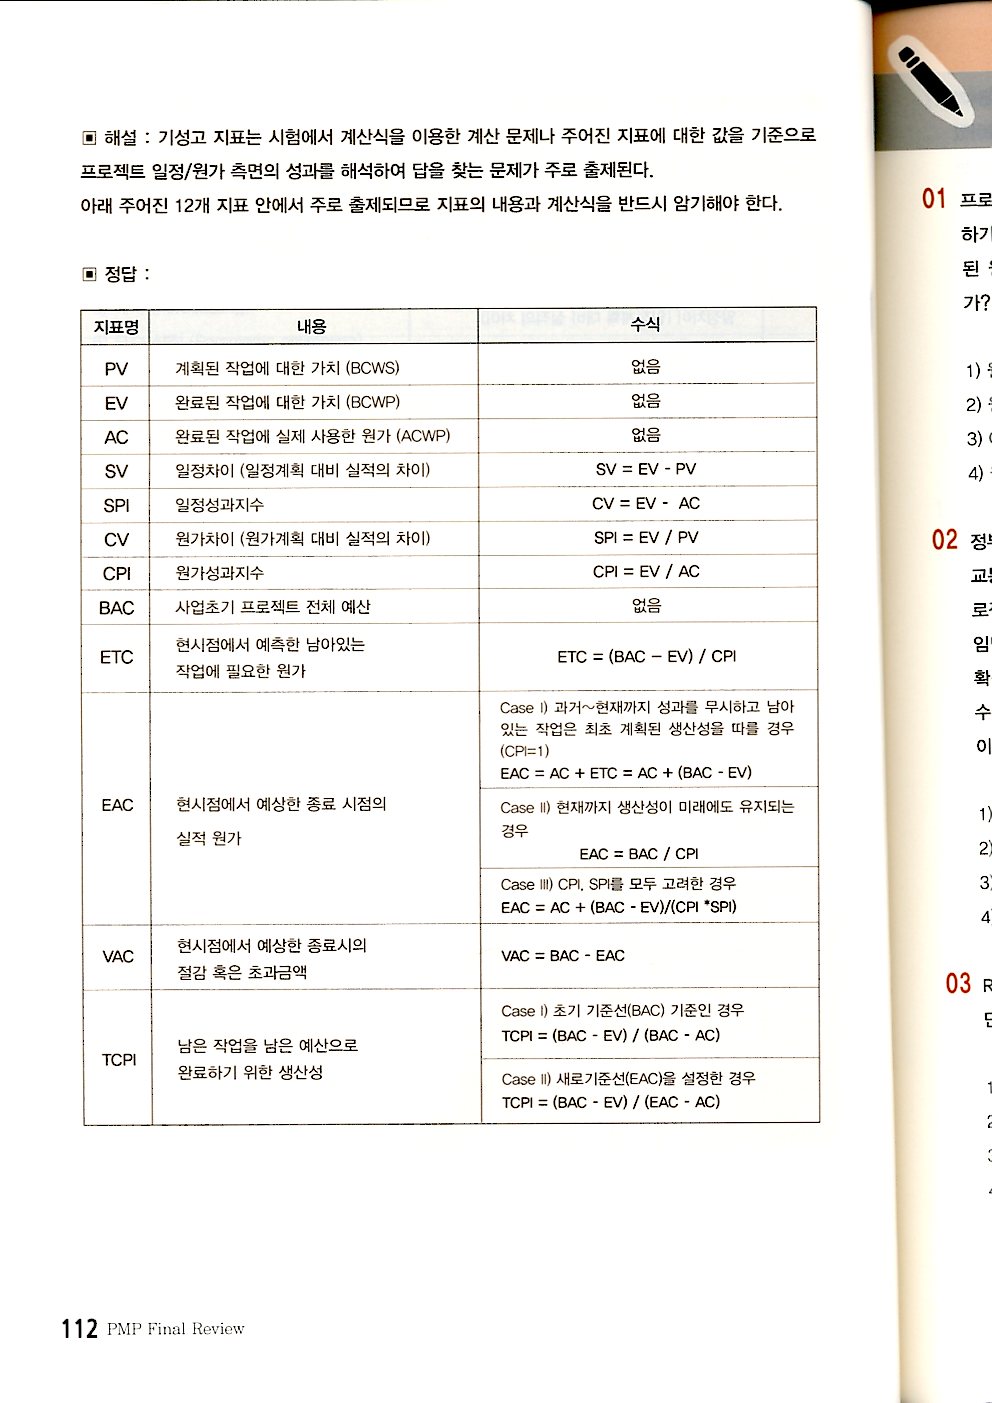 ▣ 해설 : 기성고 지표는 시험에서 계산식을 이용한 계산 문제나 주어진 지표에 대한 값을 기준으로
프로젝트 일정/원가 측면의 성과를 해석하여 답을 찾는 문제가 주로 출제된다.
아래 주어진 12개 지표 안에서 주로 출제되므로 지표의 내용과 계산식을 반드시 암기해야 한다.
▣ 정답 :
지표명 내용 수식
PV 계획된 작업에 대한 가치 (BCWS) 없음
EV 완료된 작업에 대한 가치 (BCWP) 없음
AC 완료된 작업에 실제 사용한 원가 (ACWP) 없음
SV 일정차이 (일정계획 대비 실적의 차이) SV = EV - PV
SPI 일정성과지수 CV = EV - AC
CV 원가차이 (원가계획 대비 실적의 차이) SPI = EV / PV
CPI 원가성과지수 CPI = EV / AC
BAC 사업초기 프로젝트 전체 예산 없음
ETC 현시점에서 예측한 남아있는
작업에 필요한 원가
ETC = (BAC – EV) / CPI
EAC 현시점에서 예상한 종료 시점의
실적 원가
Case I) 과거~현재까지 성과를 무시하고 남아
있는 작업은 최초 계획된 생산성을 따를 경우
(CPI=1)
EAC = AC + ETC = AC + (BAC - EV)
Case II) 현재까지 생산성이 미래에도 유지되는
경우
EAC = BAC / CPI
Case III) CPI, SPI를 모두 고려한 경우
EAC = AC + (BAC - EV)/(CPI *SPI)
VAC 현시점에서 예상한 종료시의
절감 혹은 초과금액
VAC = BAC - EAC
TCPI 남은 작업을 남은 예산으로
완료하기 위한 생산성
Case I) 초기 기준선(BAC) 기준인 경우
TCPI = (BAC - EV) / (BAC - AC)
Case II) 새로기준선(EAC)을 설정한 경우
TCPI = (BAC - EV) / (EAC - AC)
112 PMP Final Review
01 프로
하기
된
가?
1)
2)
3)
4)
02 정부
교통
로
임
확
수
이
1)
2)
3)
4)
03 R
단
1
2
3
4